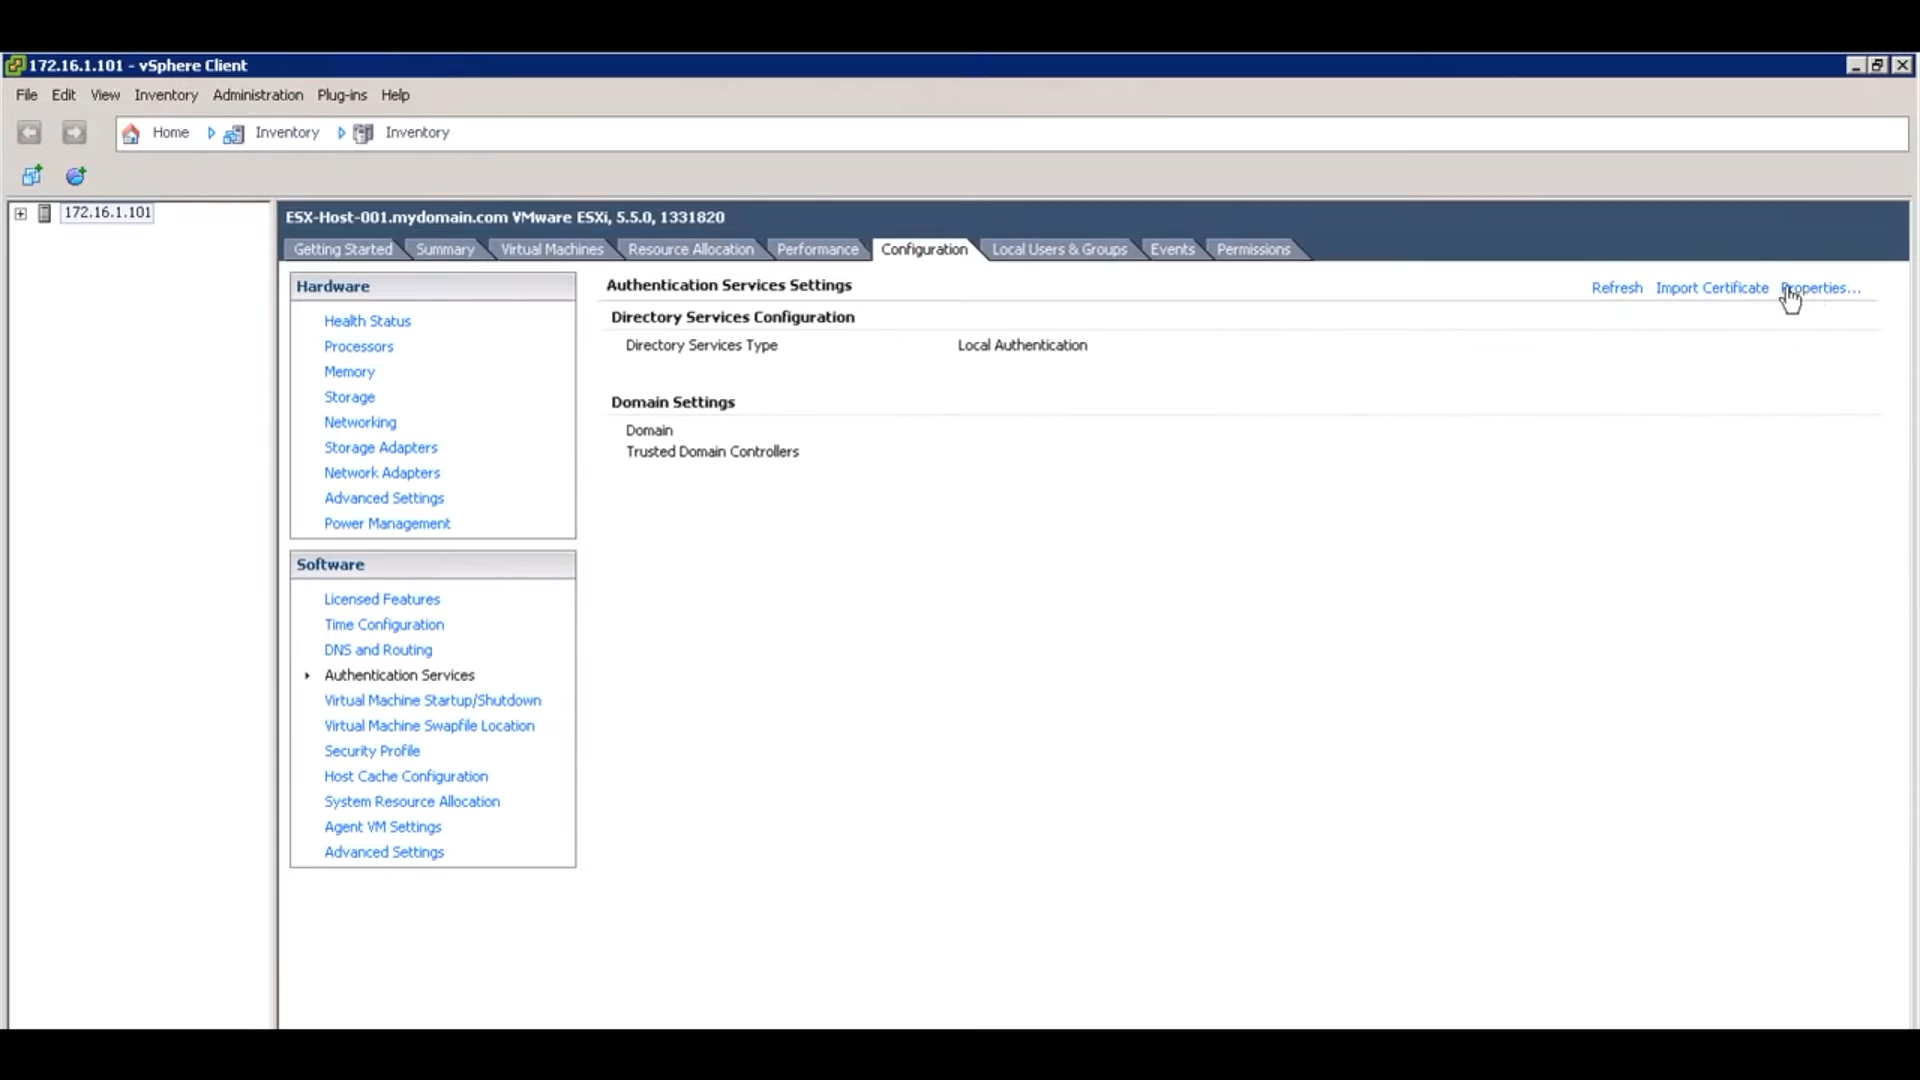 172.16.1.101 - vSphere Client
File Edit View Inventory Administration Plug-ins Help
Home Inventory Inventory
172.16.1.101
ESX-Host-001.mydomain.com VMware ESXi, 5.5.0, 1331820
Getting Started Summary Virtual Machines Resource Allocation Performance Configuration Local Users & Groups Events Permissions
Hardware
Health Status
Processors
Memory
Storage
Networking
Storage Adapters
Network Adapters
Advanced Settings
Power Management
Software
Licensed Features
Time Configuration
DNS and Routing
Authentication Services
Virtual Machine Startup/Shutdown
Virtual Machine Swapfile Location
Security Profile
Host Cache Configuration
System Resource Allocation
Agent VM Settings
Advanced Settings
Authentication Services Settings
Refresh Import Certificate Properties...
Directory Services Configuration
Directory Services Type Local Authentication
Domain Settings
Domain
Trusted Domain Controllers